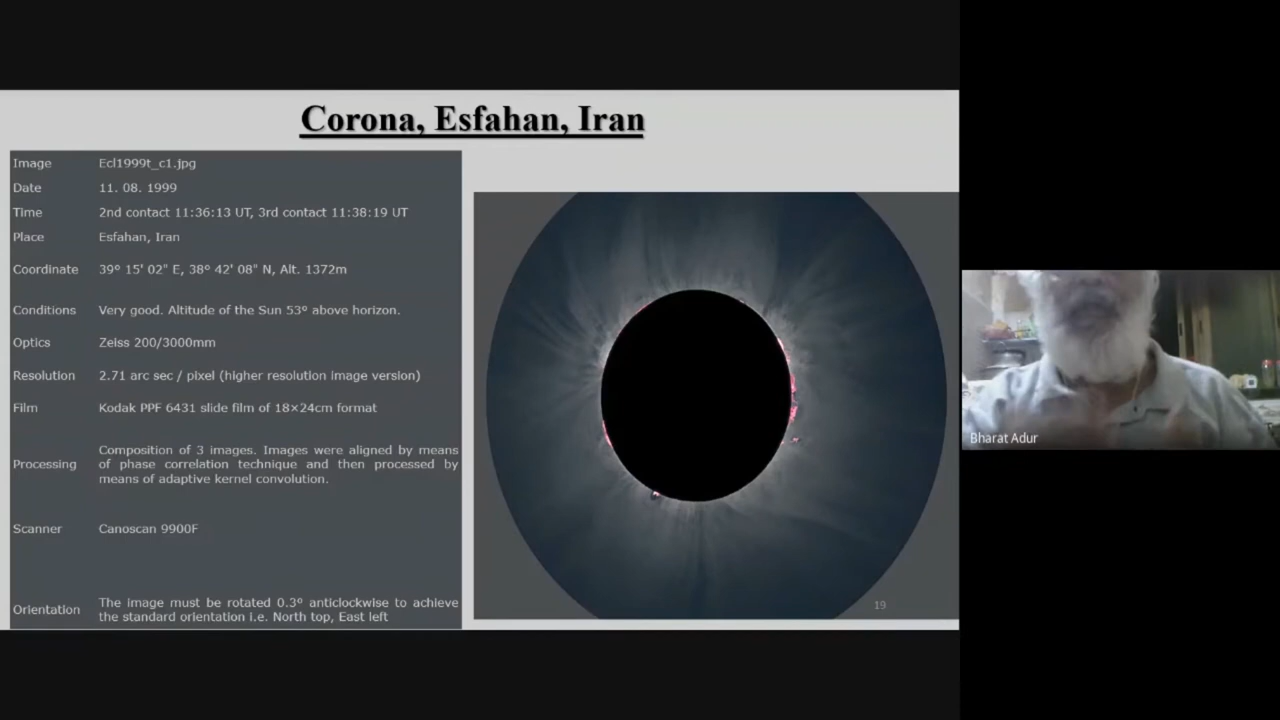 Corona, Esfahan, Iran
Image Ecl1999t_c1.jpg
Date 11. 08. 1999
Time 2nd contact 11:36:13 UT, 3rd contact 11:38:19 UT
Place Esfahan, Iran
Coordinate 39º 15' 02" E, 38º 42' 08" N, Alt. 1372m
Conditions Very good. Altitude of the Sun 53º above horizon.
Optics Zeiss 200/3000mm
Resolution 2.71 arc sec / pixel (higher resolution image version)
Film Kodak PPF 6431 slide film of 18×24cm format
Processing Composition of 3 images. Images were aligned by means
of phase correlation technique and then processed by
means of adaptive kernel convolution.
Scanner Canoscan 9900F
Orientation The image must be rotated 0.3º anticlockwise to achieve
the standard orientation i.e. North top, East left
19
Bharat Adur